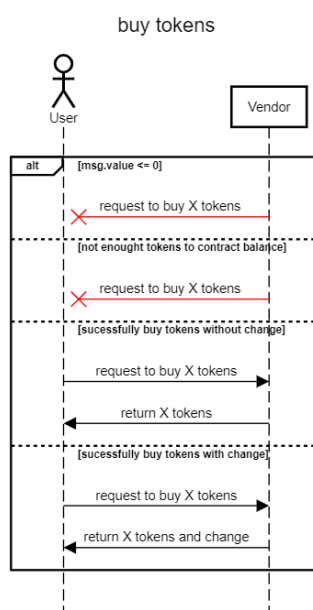 buy tokens
User
Vendor
alt
[msg.value <= 0]
request to buy X tokens
[not enought tokens to contract balance]
request to buy X tokens
[sucessfully buy tokens without change]
request to buy X tokens
return X tokens
[sucessfully buy tokens with change]
request to buy X tokens
return X tokens and change